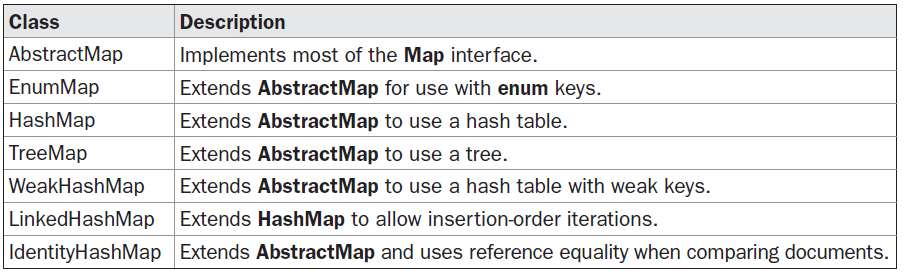 Class Description
AbstractMap Implements most of the Map interface.
EnumMap Extends AbstractMap for use with enum keys.
HashMap Extends AbstractMap to use a hash table.
TreeMap Extends AbstractMap to use a tree.
WeakHashMap Extends AbstractMap to use a hash table with weak keys.
LinkedHashMap Extends HashMap to allow insertion-order iterations.
IdentityHashMap Extends AbstractMap and uses reference equality when comparing documents.